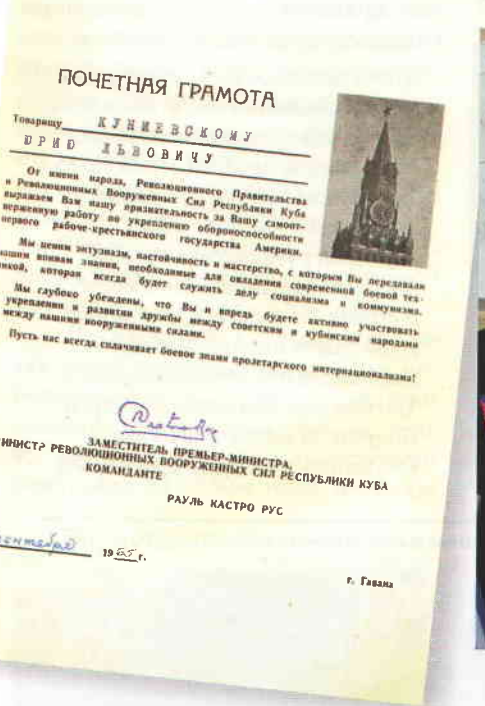 ПОЧЕТНАЯ ГРАМОТА
Товарищу КУНИЕВСКОМУ
ЮРИЮ ЛЬВОВИЧУ
От имени народа, Революционного Правительства
и Революционных Вооруженных Сил Республики Куба
выражаем Вам нашу признательность за Вашу самоот-
верженную работу по укреплению обороноспособности
первого рабоче-крестьянского государства Америки.
Мы ценим энтузиазм, настойчивость и мастерство, с которым Вы передавали
нашим воинам знания, необходимые для овладения современной боевой тех-
никой, которая всегда будет служить делу социализма и коммунизма.
Мы глубоко убеждены, что Вы и впредь будете активно участвовать
укреплении и развитии дружбы между советским и кубинским народами
между нашими вооруженными силами.
Пусть нас всегда сплачивает боевое знамя пролетарского интернационализма!
ЗАМЕСТИТЕЛЬ ПРЕМЬЕР-МИНИСТРА,
ИНИСТР РЕВОЛЮЦИОННЫХ ВООРУЖЕННЫХ СИЛ РЕСПУБЛИКИ КУБА
КОМАНДАНТЕ
РАУЛЬ КАСТРО РУС
сентября 1965 г.
г. Гавана